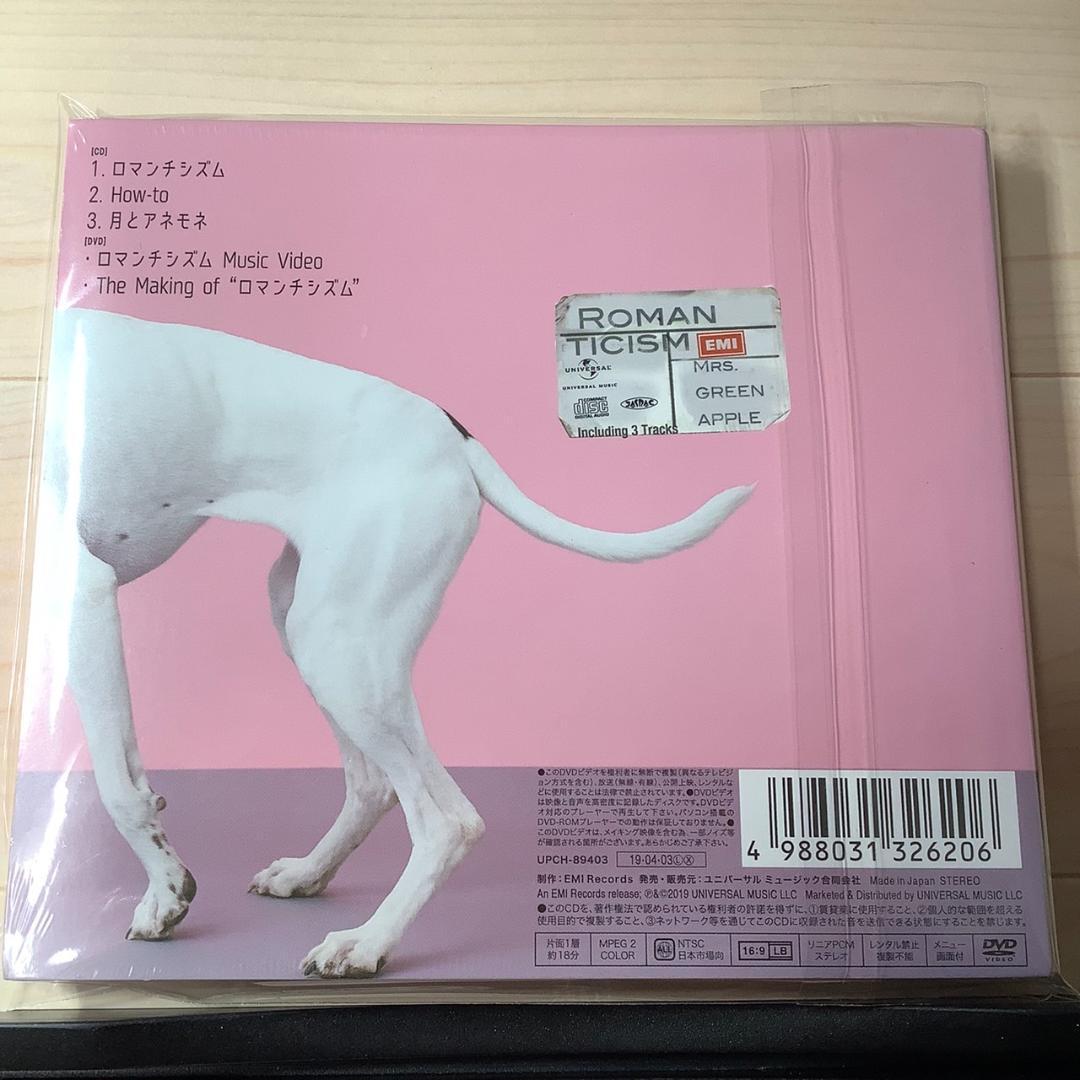 [CD]
1. ロマンチシズム
2. How-to
3. 月とアネモネ
[DVD]
・ロマンチシズム Music Video
・The Making of “ロマンチシズム”
ROMAN
TICISM EMI
UNIVERSAL
UNIVERSAL MUSIC
MRS.
GREEN
APPLE
COMPACT
disc
DIGITAL AUDIO
JASRAC
Including 3 Tracks
●このDVDビデオを権利者に無断で複製(異なるテレビジ
ョン方式を含む)、放送(無線・有線)、公開上映、レンタルな
どに使用することは法律で禁止されています。●DVDビデオ
は映像と音声を高密度に記録したディスクです。DVDビデ
オ対応のプレーヤーで再生して下さい。パソコン搭載の
DVD-ROMプレーヤーでの動作は保証しておりません。●
このDVDビデオは、メイキング映像を含む為、一部ノイズ等
が確認される箇所がございます。あらかじめご了承下さい。
UPCH-89403 19・04・03ⓁⓍ
4 988031 326206
制作:EMI Records 発売・販売元:ユニバーサル ミュージック合同会社 Made in Japan STEREO
An EMI Records release; ℗&©2019 UNIVERSAL MUSIC LLC Marketed & Distributed by UNIVERSAL MUSIC LLC
●このCDを、著作権法で認められている権利者の許諾を得ずに、①賃貸業に使用すること、②個人的な範囲を超える
使用目的で複製すること、③ネットワーク等を通じてこのCDに収録された音を送信できる状態にすることを禁じます。
片面1層
約18分
MPEG 2
COLOR
ALL
NTSC
日本市場向
16:9 LB
リニアPCM
ステレオ
レンタル禁止
複製不能
メニュー
画面付
DVD
VIDEO